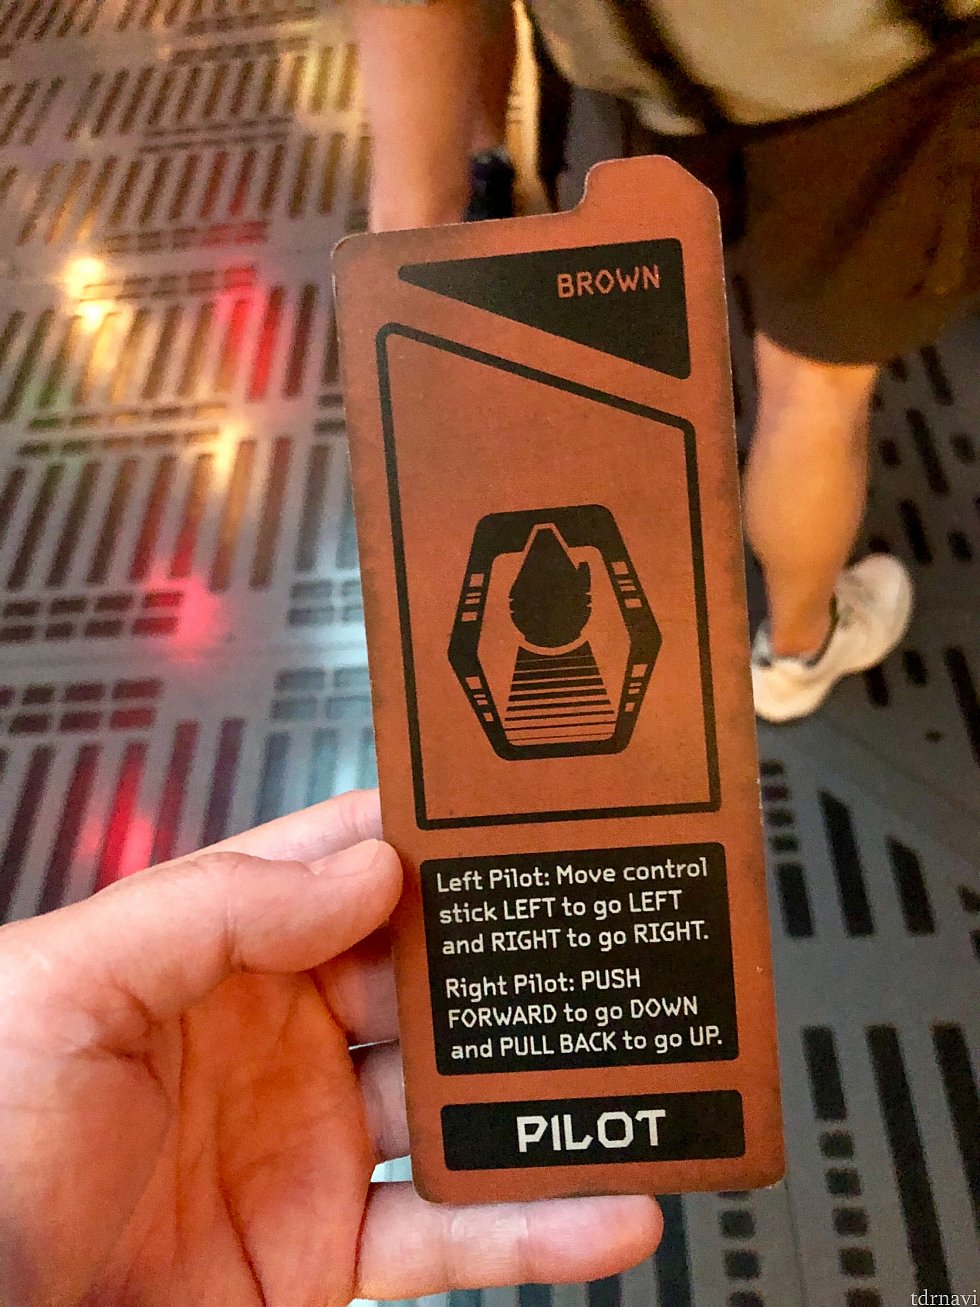 BROWN
Left Pilot: Move control
stick LEFT to go LEFT
and RIGHT to go RIGHT.
Right Pilot: PUSH
FORWARD to go DOWN
and PULL BACK to go UP.
PILOT
tdrnavi